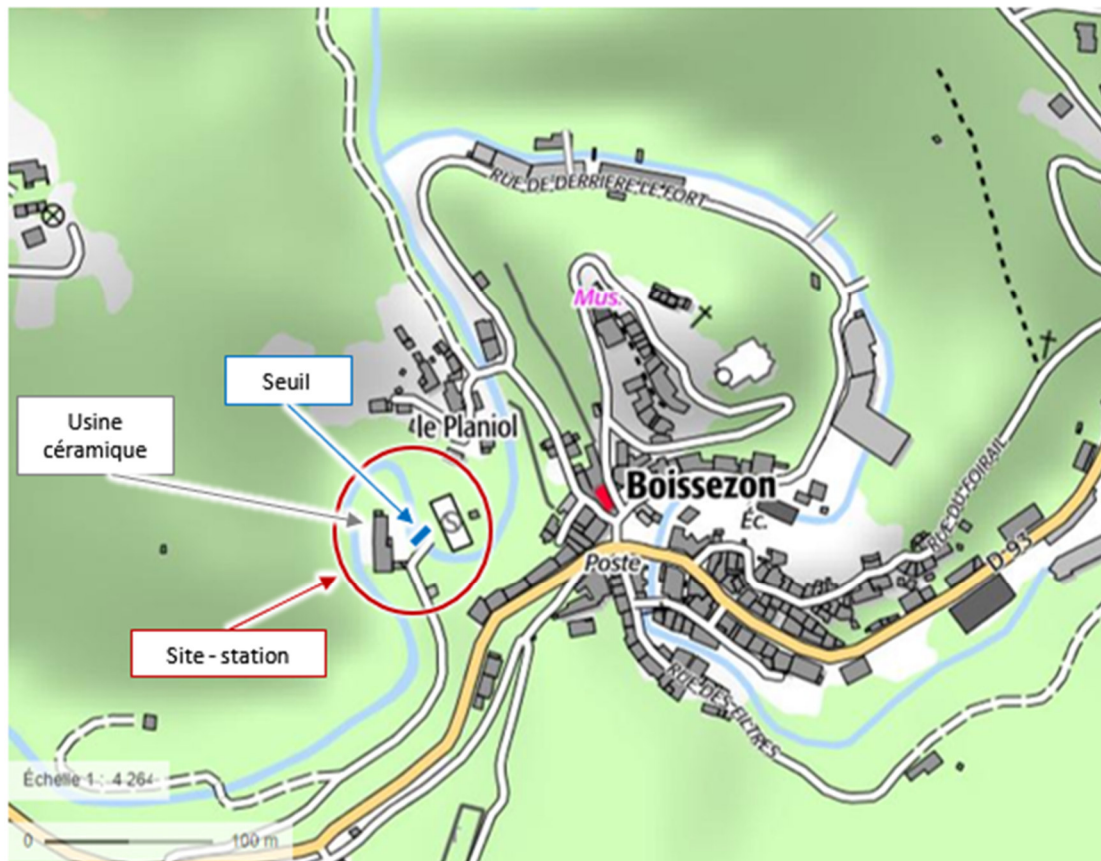 RUE DE DERRIERE LE FORT
Mus.
Seuil
Usine
céramique
le Planiol
Boissezon
Éc.
S
RUE DU FOIRAIL
D 93
Poste
Site - station
RUE DES FILTRES
Échelle 1 : 4 264
0 100 m